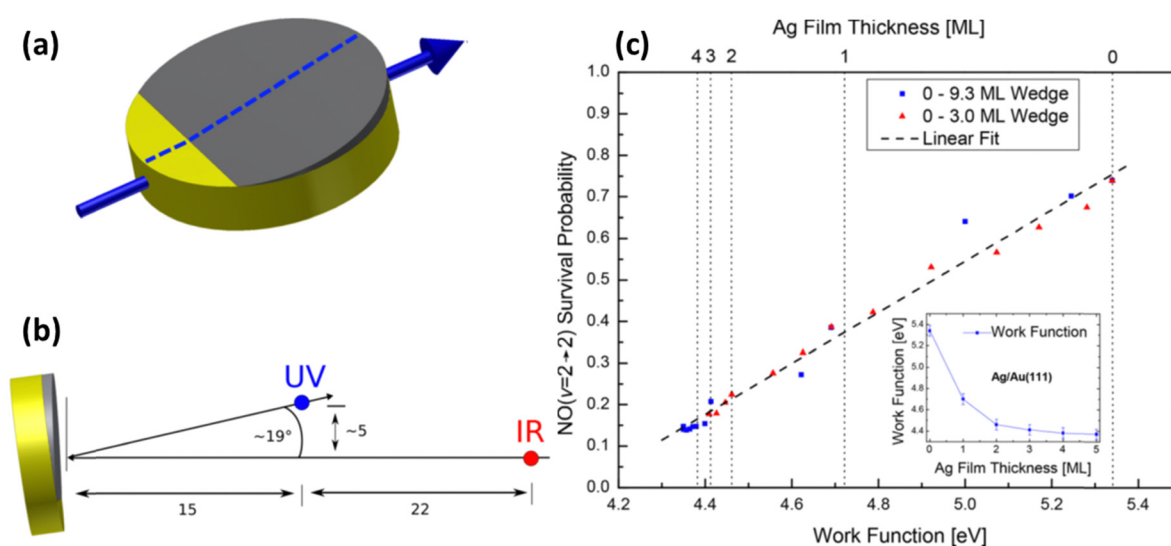 (a)
(b)
UV
~19°
~5
IR
15
22
(c)
Ag Film Thickness [ML]
4 3 2 1 0
0 - 9.3 ML Wedge
0 - 3.0 ML Wedge
Linear Fit
NO(v=2→2) Survival Probability
1.0
0.9
0.8
0.7
0.6
0.5
0.4
0.3
0.2
0.1
0.0
4.2 4.4 4.6 4.8 5.0 5.2 5.4
Work Function [eV]
Work Function [eV]
5.4
5.2
5.0
4.8
4.6
4.4
Work Function
Ag/Au(111)
0 1 2 3 4 5
Ag Film Thickness [ML]